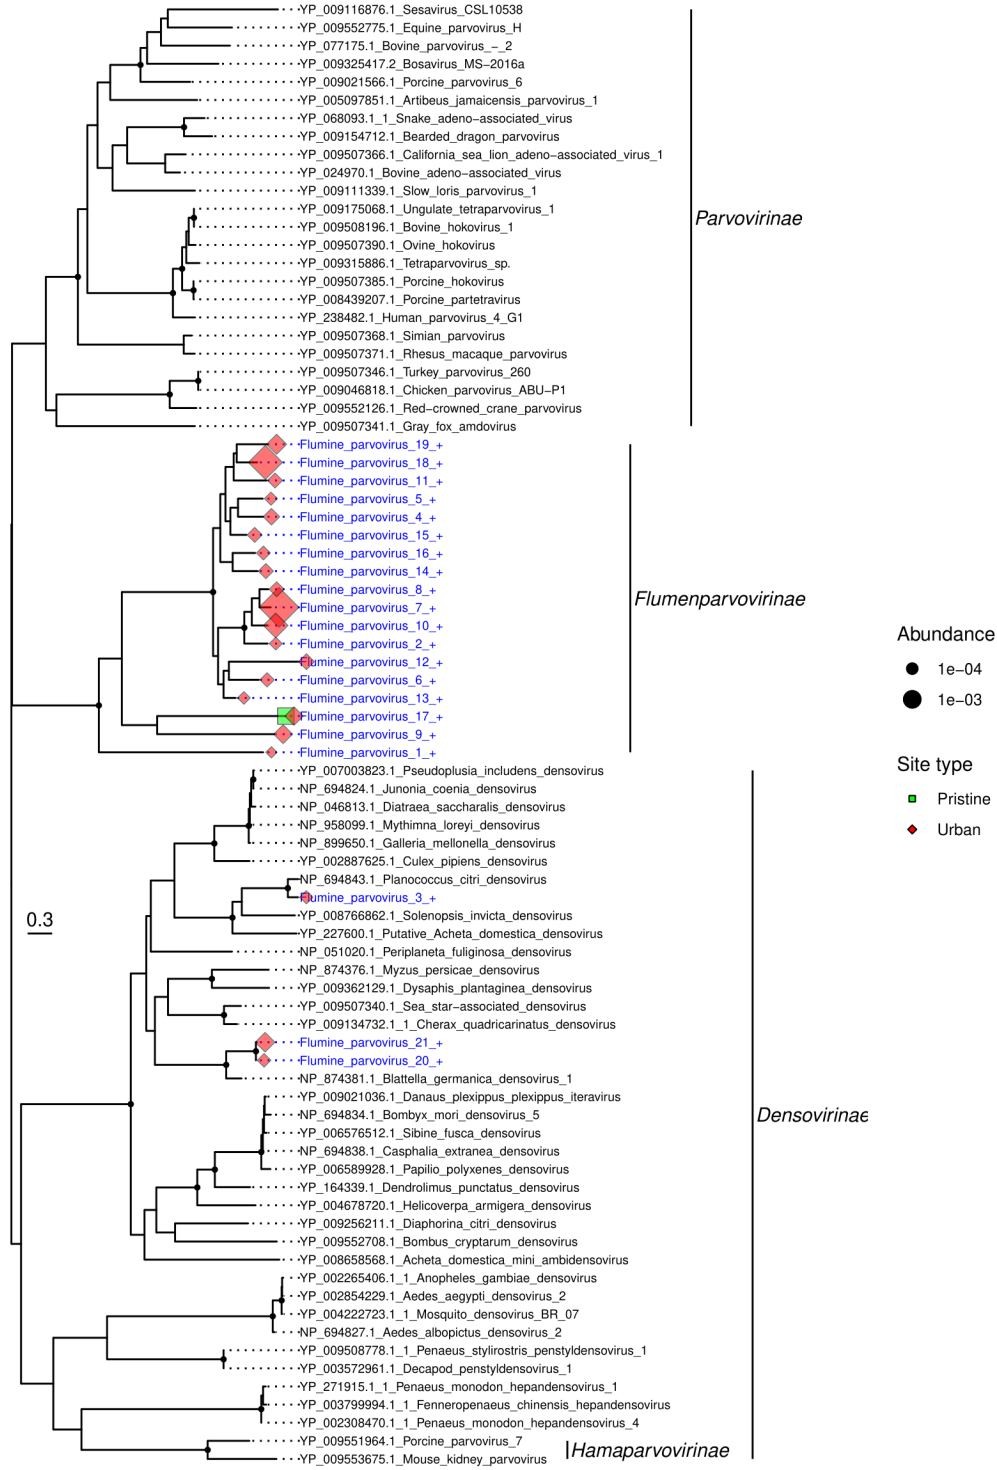 YP_009116876.1_Sesavirus_CSL10538
YP_009552775.1_Equine_parvovirus_H
YP_077175.1_Bovine_parvovirus_−_2
YP_009325417.2_Bosavirus_MS−2016a
YP_009021566.1_Porcine_parvovirus_6
YP_005097851.1_Artibeus_jamaicensis_parvovirus_1
YP_068093.1_1_Snake_adeno−associated_virus
YP_009154712.1_Bearded_dragon_parvovirus
YP_009507366.1_California_sea_lion_adeno−associated_virus_1
YP_024970.1_Bovine_adeno−associated_virus
YP_009111339.1_Slow_loris_parvovirus_1
YP_009175068.1_Ungulate_tetraparvovirus_1
YP_009508196.1_Bovine_hokovirus_1
YP_009507390.1_Ovine_hokovirus
YP_009315886.1_Tetraparvovirus_sp.
YP_009507385.1_Porcine_hokovirus
YP_008439207.1_Porcine_partetravirus
YP_238482.1_Human_parvovirus_4_G1
YP_009507368.1_Simian_parvovirus
YP_009507371.1_Rhesus_macaque_parvovirus
YP_009507346.1_Turkey_parvovirus_260
YP_009046818.1_Chicken_parvovirus_ABU−P1
YP_009552126.1_Red−crowned_crane_parvovirus
YP_009507341.1_Gray_fox_amdovirus
Parvovirinae
Flumine_parvovirus_19_+
Flumine_parvovirus_18_+
Flumine_parvovirus_11_+
Flumine_parvovirus_5_+
Flumine_parvovirus_4_+
Flumine_parvovirus_15_+
Flumine_parvovirus_16_+
Flumine_parvovirus_14_+
Flumine_parvovirus_8_+
Flumine_parvovirus_7_+
Flumine_parvovirus_10_+
Flumine_parvovirus_2_+
Flumine_parvovirus_12_+
Flumine_parvovirus_6_+
Flumine_parvovirus_13_+
Flumine_parvovirus_17_+
Flumine_parvovirus_9_+
Flumine_parvovirus_1_+
Flumenparvovirinae
YP_007003823.1_Pseudoplusia_includens_densovirus
NP_694824.1_Junonia_coenia_densovirus
NP_046813.1_Diatraea_saccharalis_densovirus
NP_958099.1_Mythimna_loreyi_densovirus
NP_899650.1_Galleria_mellonella_densovirus
YP_002887625.1_Culex_pipiens_densovirus
NP_694843.1_Planococcus_citri_densovirus
Flumine_parvovirus_3_+
YP_008766862.1_Solenopsis_invicta_densovirus
YP_227600.1_Putative_Acheta_domestica_densovirus
NP_051020.1_Periplaneta_fuliginosa_densovirus
NP_874376.1_Myzus_persicae_densovirus
YP_009362129.1_Dysaphis_plantaginea_densovirus
YP_009507340.1_Sea_star−associated_densovirus
YP_009134732.1_1_Cherax_quadricarinatus_densovirus
Flumine_parvovirus_21_+
Flumine_parvovirus_20_+
NP_874381.1_Blattella_germanica_densovirus_1
YP_009021036.1_Danaus_plexippus_plexippus_iteravirus
NP_694834.1_Bombyx_mori_densovirus_5
YP_006576512.1_Sibine_fusca_densovirus
NP_694838.1_Casphalia_extranea_densovirus
YP_006589928.1_Papilio_polyxenes_densovirus
YP_164339.1_Dendrolimus_punctatus_densovirus
YP_004678720.1_Helicoverpa_armigera_densovirus
YP_009256211.1_Diaphorina_citri_densovirus
YP_009552708.1_Bombus_cryptarum_densovirus
YP_008658568.1_Acheta_domestica_mini_ambidensovirus
YP_002265406.1_1_Anopheles_gambiae_densovirus
YP_002854229.1_Aedes_aegypti_densovirus_2
YP_004222723.1_1_Mosquito_densovirus_BR_07
NP_694827.1_Aedes_albopictus_densovirus_2
YP_009508778.1_1_Penaeus_stylirostris_penstyldensovirus_1
YP_003572961.1_Decapod_penstyldensovirus_1
YP_271915.1_1_Penaeus_monodon_hepandensovirus_1
YP_003799994.1_1_Fenneropenaeus_chinensis_hepandensovirus
YP_002308470.1_1_Penaeus_monodon_hepandensovirus_4
YP_009551964.1_Porcine_parvovirus_7
YP_009553675.1_Mouse_kidney_parvovirus
Hamaparvovirinae
Densovirinae
0.3
Abundance
1e−04
1e−03
Site type
Pristine
Urban